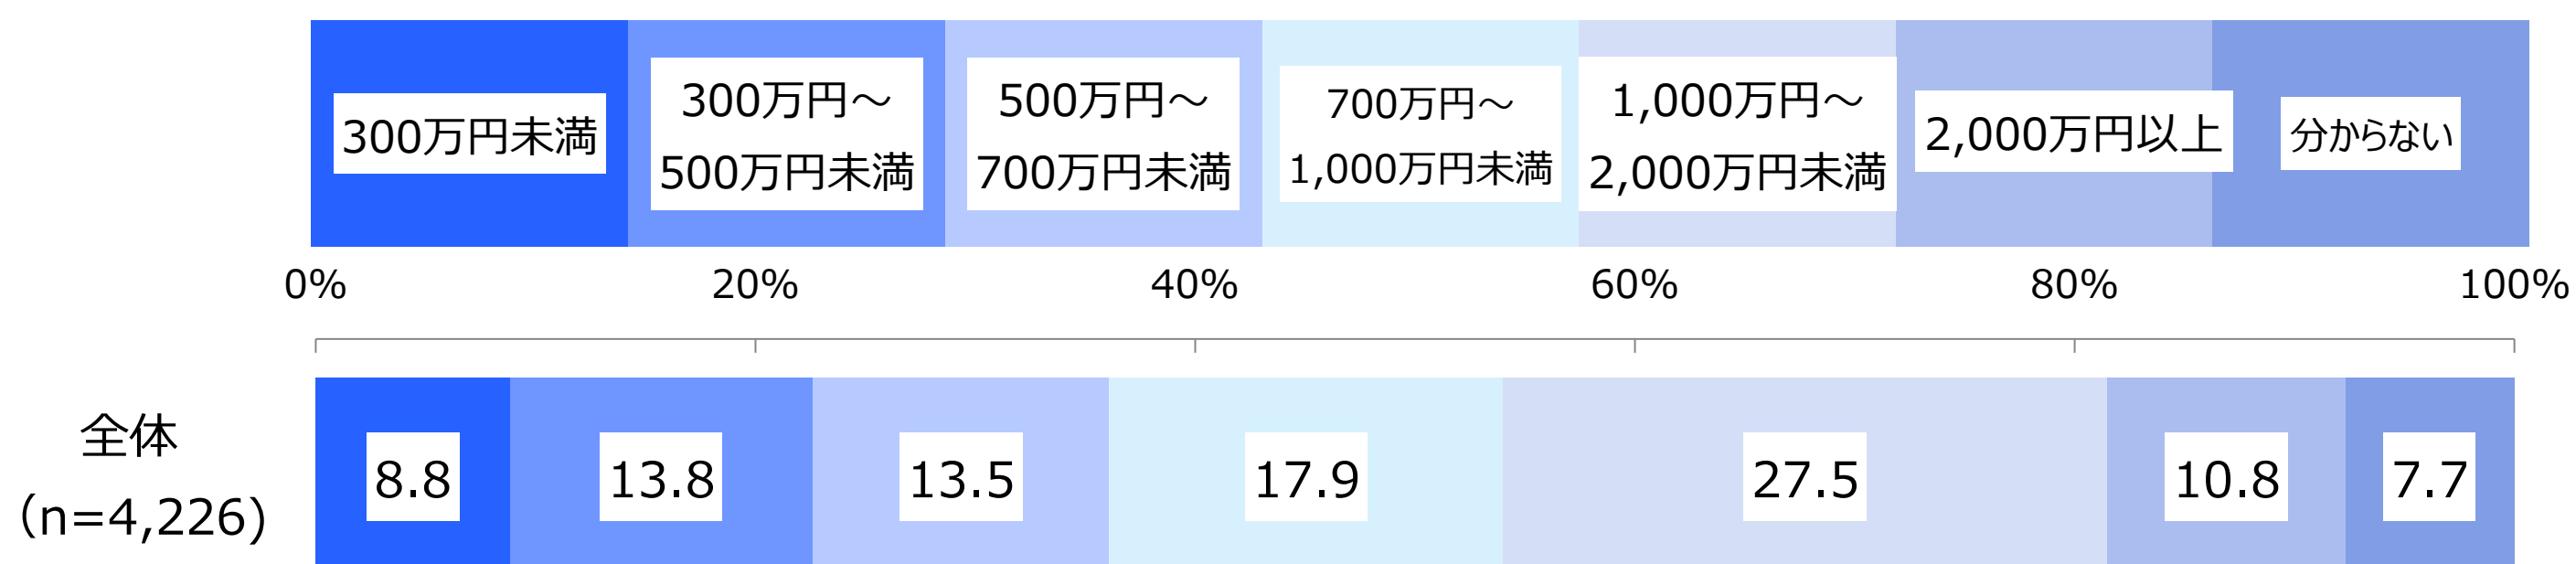 300万円未満
300万円～
500万円未満
500万円～
700万円未満
700万円～
1,000万円未満
1,000万円～
2,000万円未満
2,000万円以上
分からない
0% 20% 40% 60% 80% 100%
全体
（n=4,226）
8.8 13.8 13.5 17.9 27.5 10.8 7.7